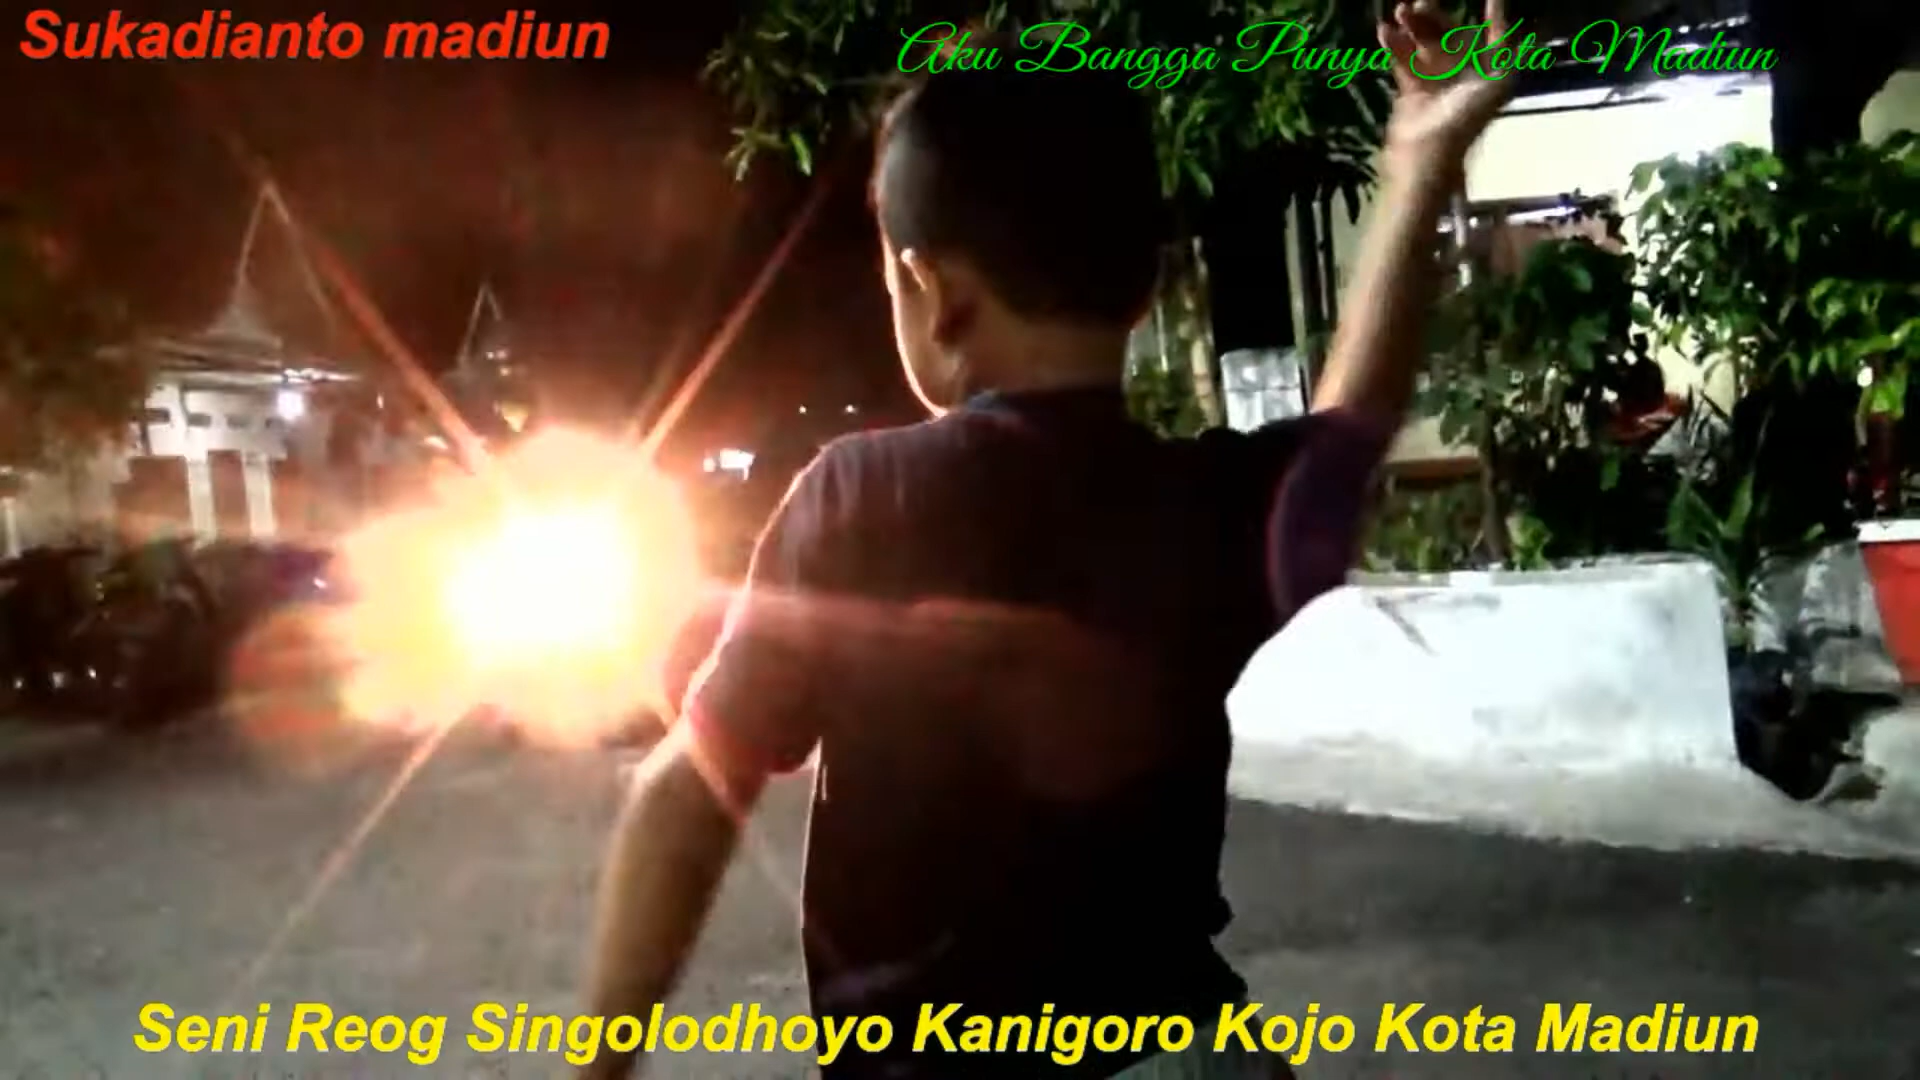 Sukadianto madiun
Aku Bangga Punya Kota Madiun
Seni Reog Singolodhoyo Kanigoro Kojo Kota Madiun